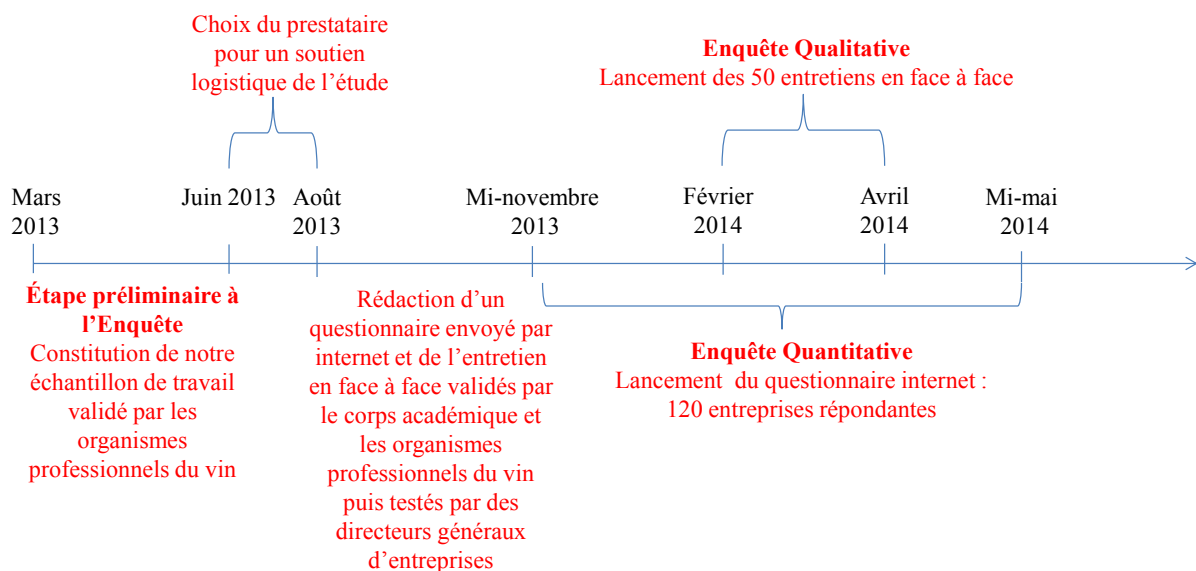 Choix du prestataire
pour un soutien
logistique de l'étude
Enquête Qualitative
Lancement des 50 entretiens en face à face
Mars
2013
Juin 2013
Août
2013
Mi-novembre
2013
Février
2014
Avril
2014
Mi-mai
2014
Étape préliminaire à
l'Enquête
Constitution de notre
échantillon de travail
validé par les
organismes
professionnels du vin
Rédaction d'un
questionnaire envoyé par
internet et de l'entretien
en face à face validés par
le corps académique et
les organismes
professionnels du vin
puis testés par des
directeurs généraux
d'entreprises
Enquête Quantitative
Lancement du questionnaire internet :
120 entreprises répondantes